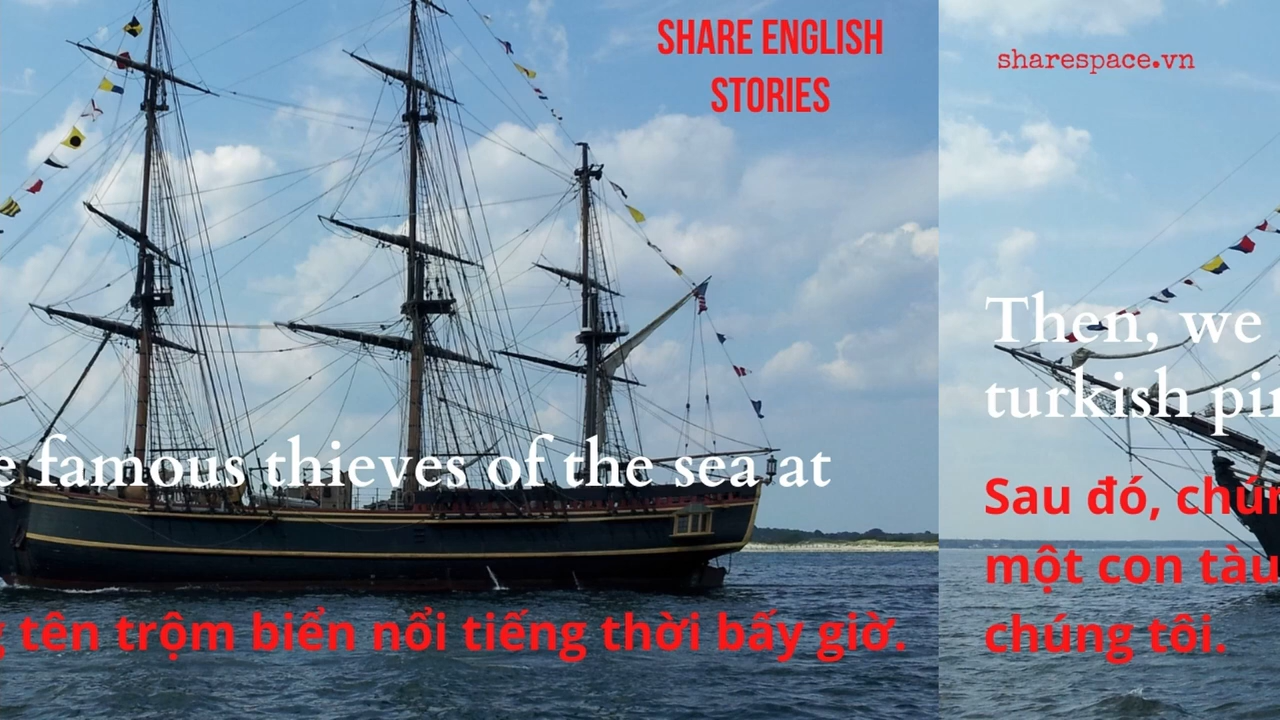 SHARE ENGLISH
STORIES
famous thieves of the sea at
tên trộm biển nổi tiếng thời bấy giờ.
sharespace.vn
Then, we
turkish
Sau đó,
một con tàu
chúng tôi.